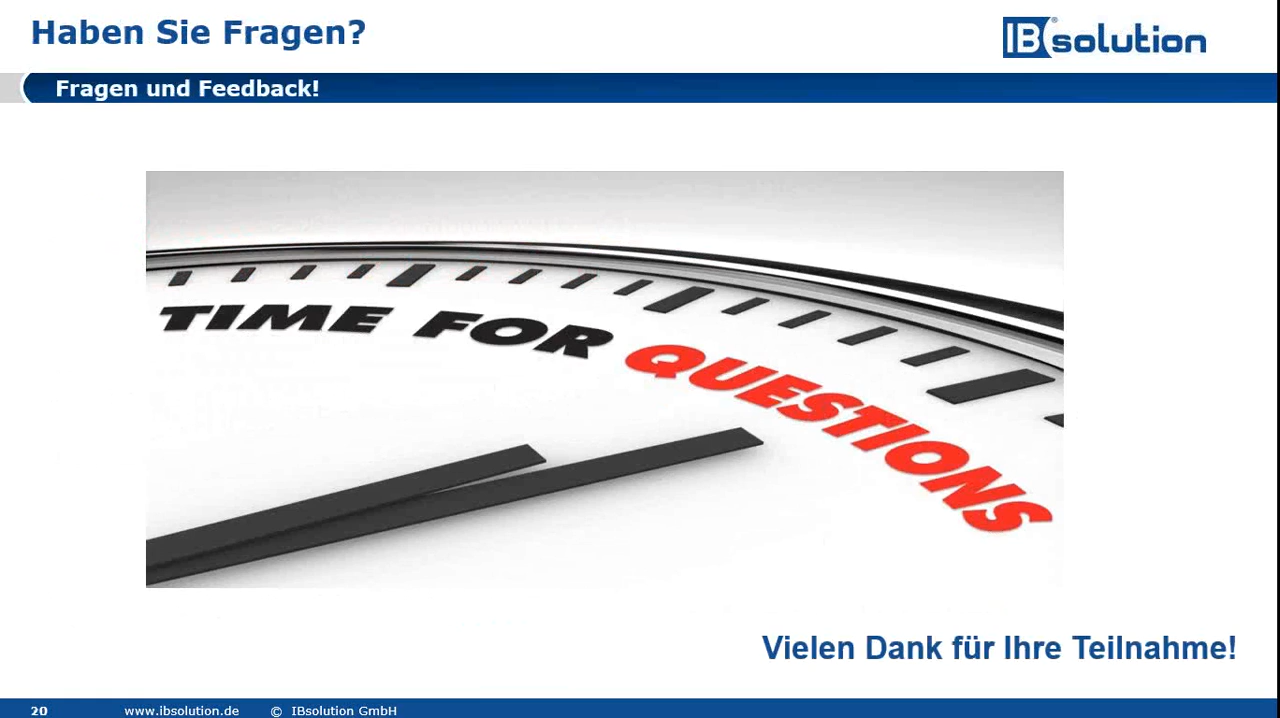 Haben Sie Fragen?
IBsolution®
Fragen und Feedback!
TIME FOR QUESTIONS
Vielen Dank für Ihre Teilnahme!
20 www.ibsolution.de © IBsolution GmbH